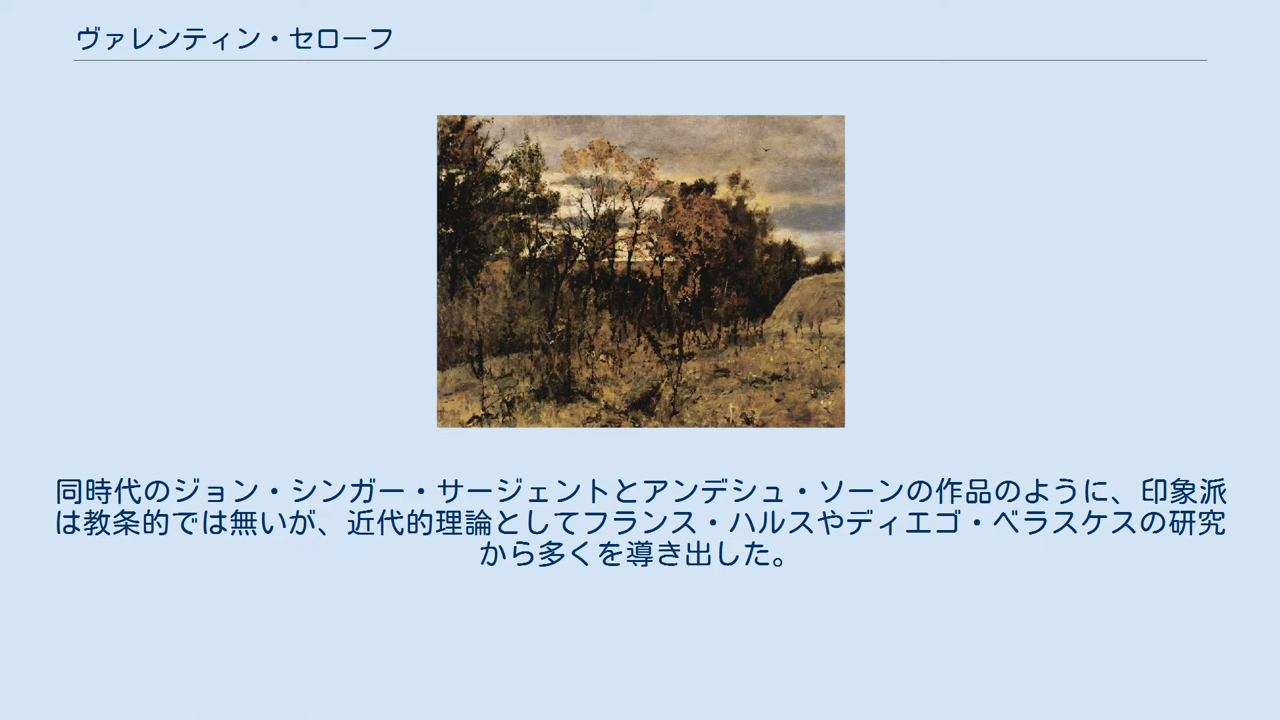 ヴァレンティン・セローフ
同時代のジョン・シンガー・サージェントとアンデシュ・ソーンの作品のように、印象派
は教条的では無いが、近代的理論としてフランス・ハルスやディエゴ・ベラスケスの研究
から多くを導き出した。